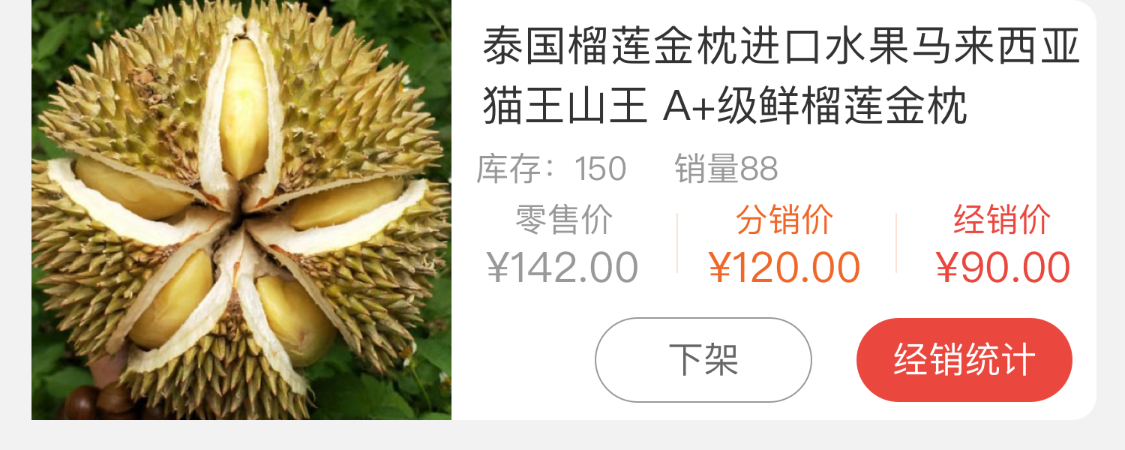 泰国榴莲金枕进口水果马来西亚
猫王山王 A+级鲜榴莲金枕
库存：150 销量88
零售价 分销价 经销价
¥142.00 ¥120.00 ¥90.00
下架 经销统计